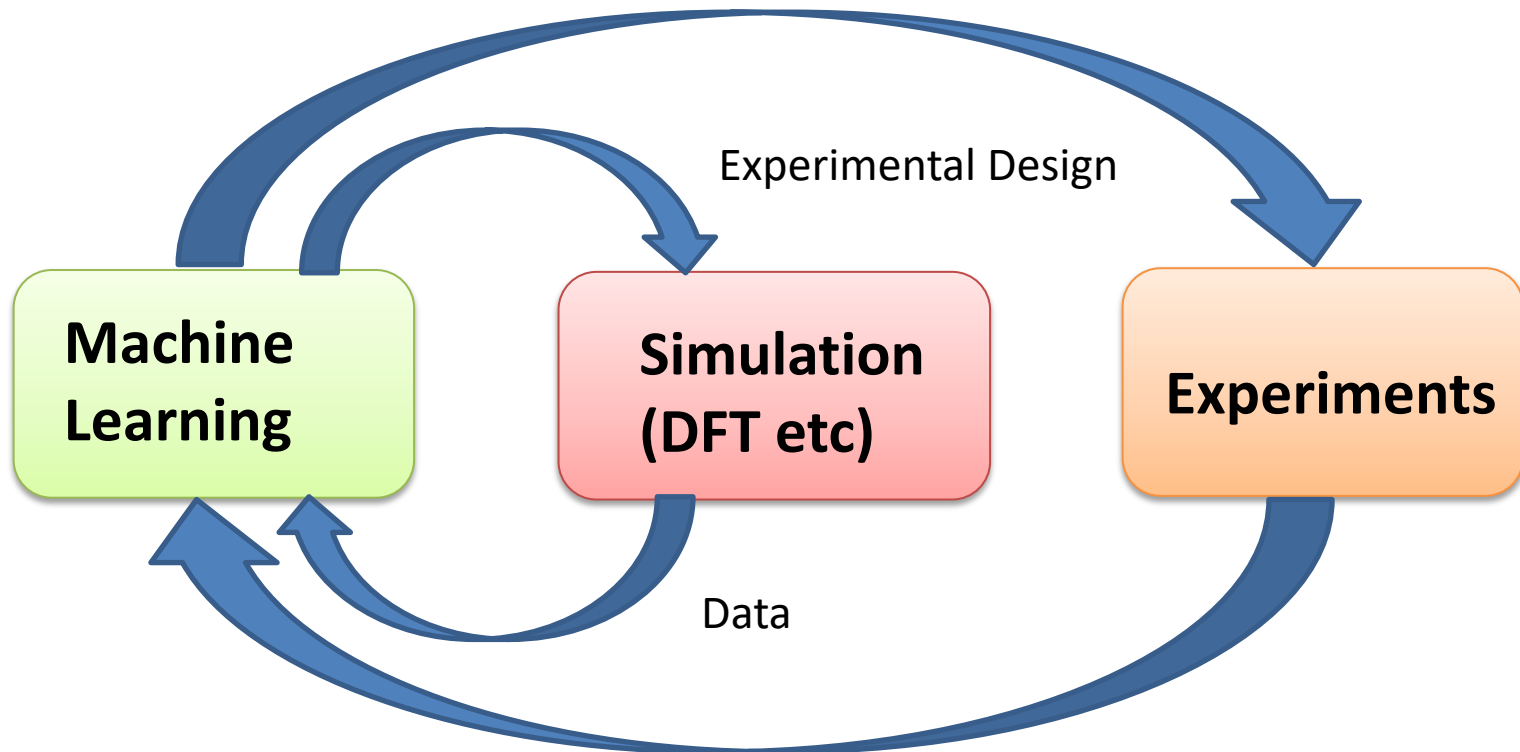 Experimental Design
Machine
Learning
Simulation
(DFT etc)
Experiments
Data